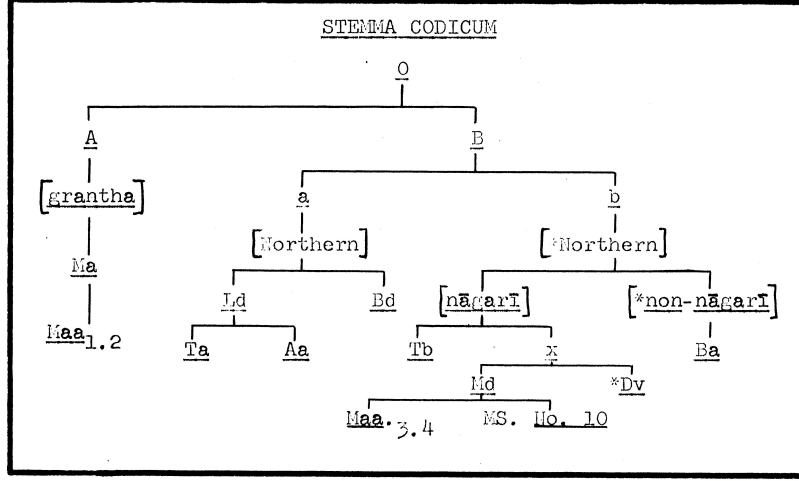 STEMMA CODICUM
O
A B
[grantha] a b
[Northern] [*Northern]
Ma Ld Bd [nāgarī] [*non-nāgarī]
Maa1.2 Ta Aa Tb x Ba
Md *Dv
Maa.3.4 MS. No. 10